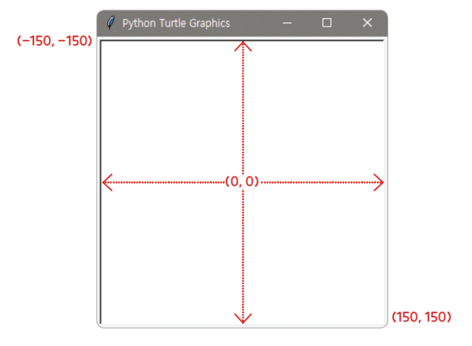 Python Turtle Graphics
(-150, -150)
(0, 0)
(150, 150)